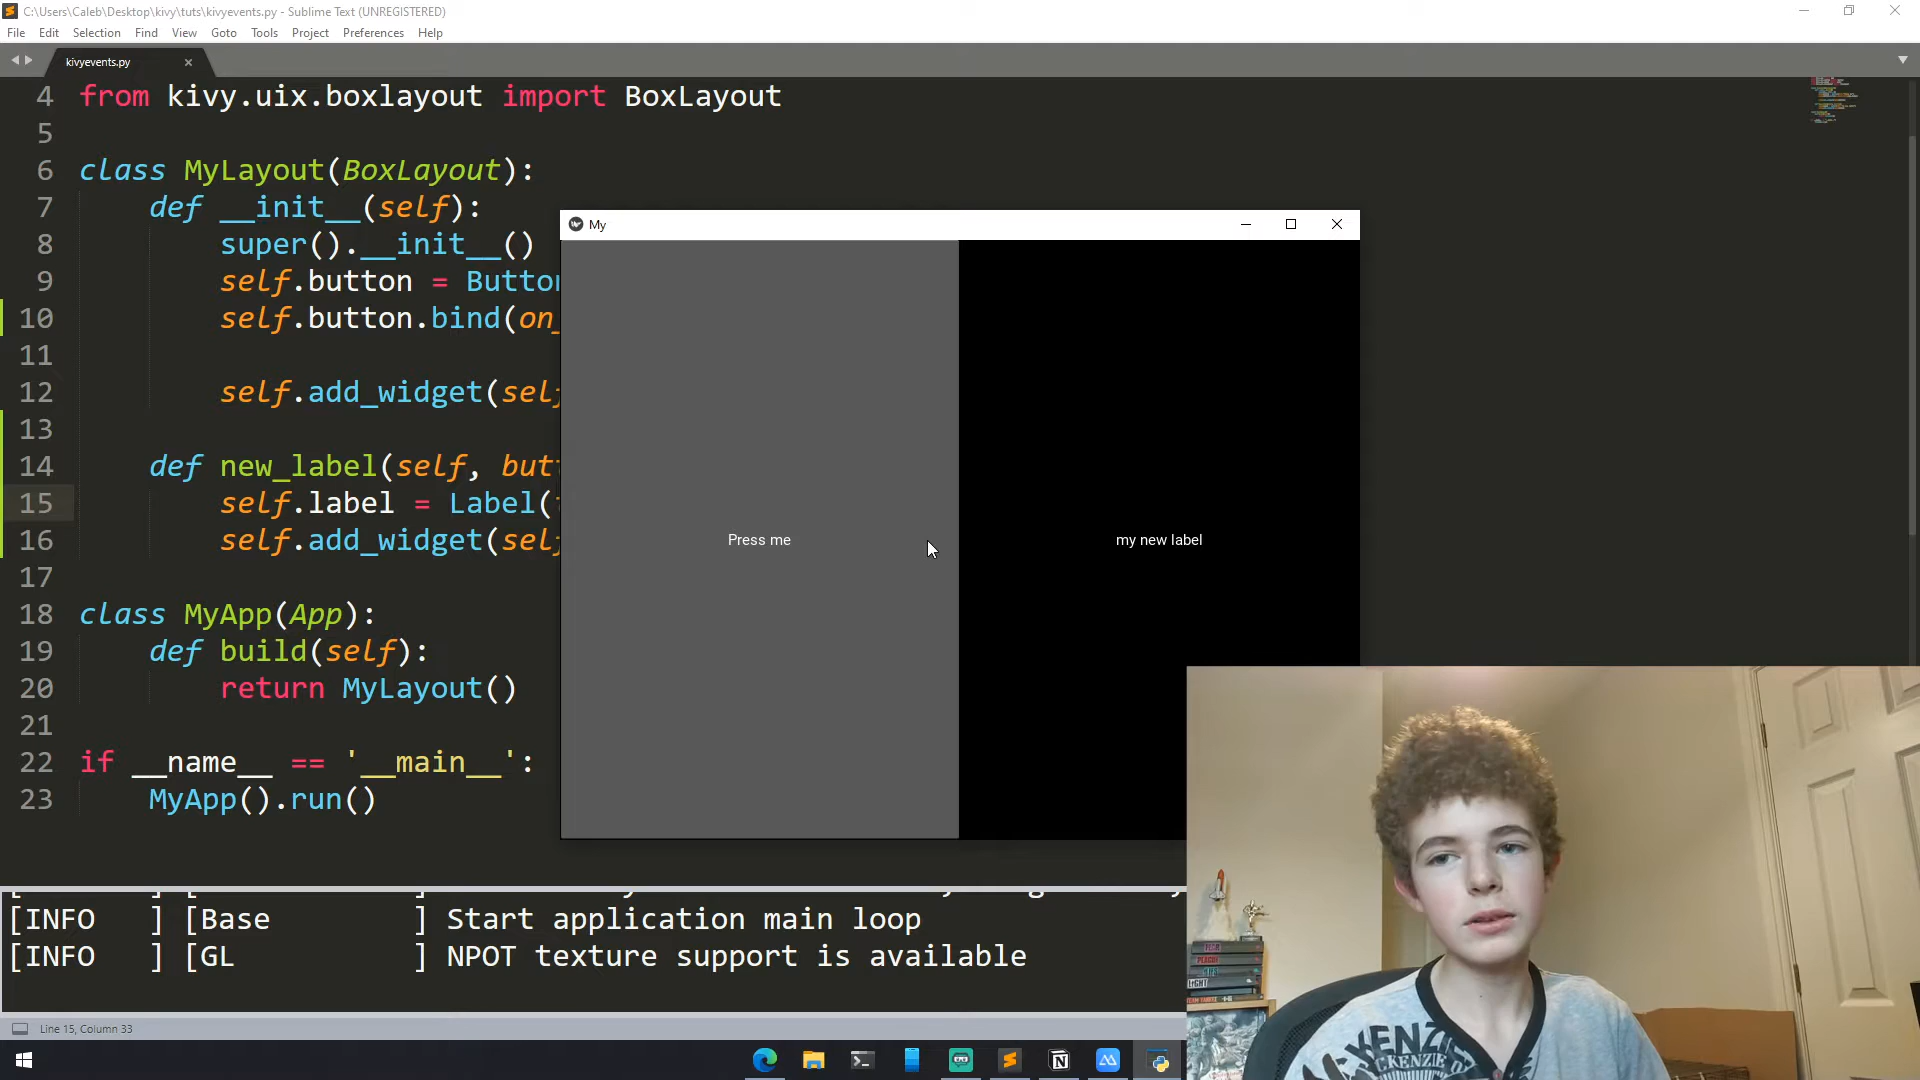 C:\Users\Caleb\Desktop\kivy\tuts\kivyevents.py - Sublime Text (UNREGISTERED)
File Edit Selection Find View Goto Tools Project Preferences Help
kivyevents.py
4 from kivy.uix.boxlayout import BoxLayout
5
6 class MyLayout(BoxLayout):
7 def __init__(self):
8 super().__init__()
9 self.button = Button
10 self.button.bind(on_
11
12 self.add_widget(self
13
14 def new_label(self, butt
15 self.label = Label(
16 self.add_widget(self
17
18 class MyApp(App):
19 def build(self):
20 return MyLayout()
21
22 if __name__ == '__main__':
23 MyApp().run()
My
Press me
my new label
[INFO ] [Base ] Start application main loop
[INFO ] [GL ] NPOT texture support is available
Line 15, Column 33